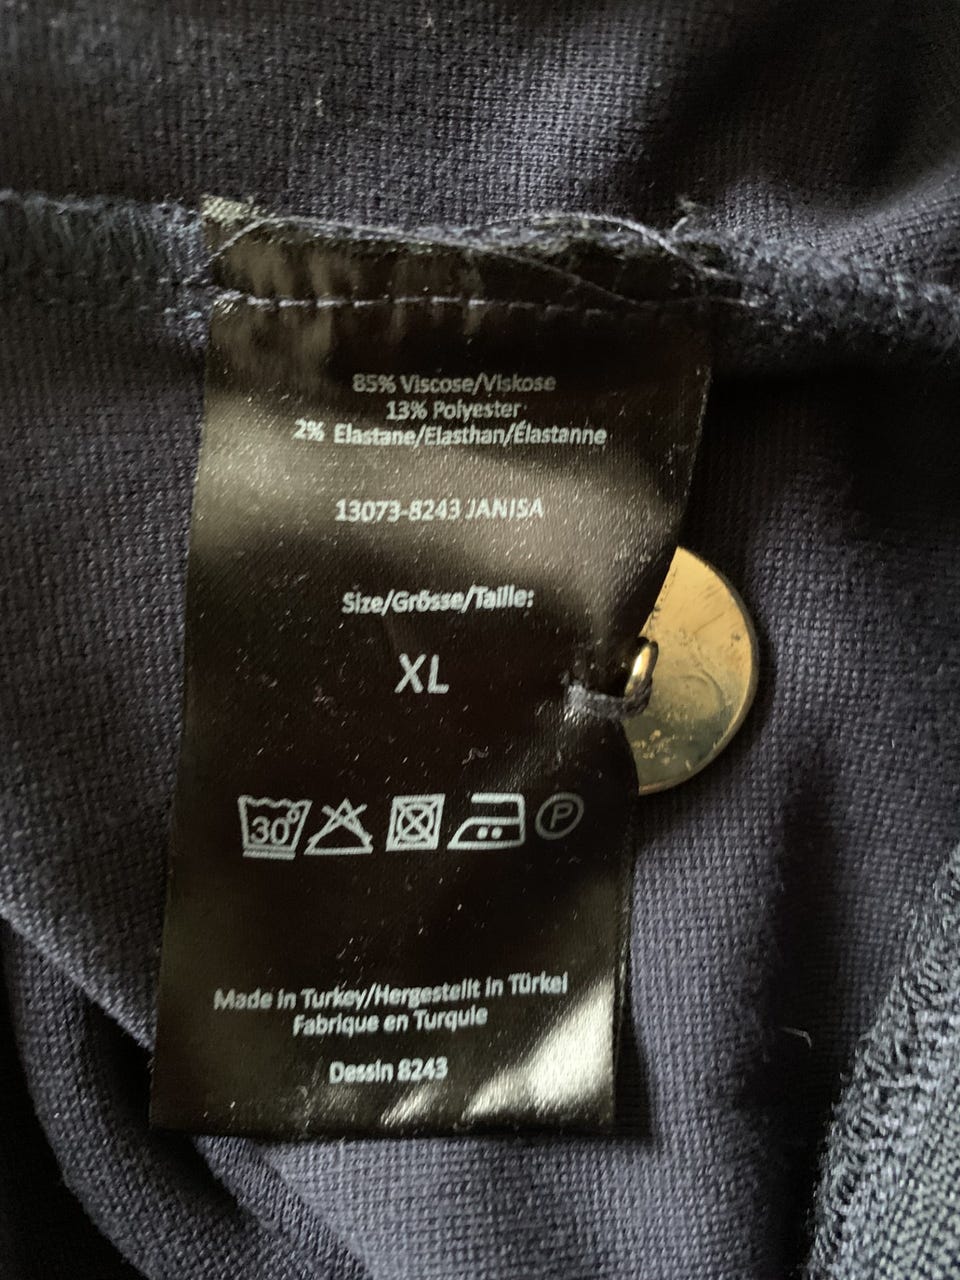 85% Viscose/Viskose
13% Polyester
2% Elastane/Elasthan/Élastanne
13073-8243 JANISA
Size/Grösse/Taille:
XL
30° P
Made in Turkey/Hergestellt in Türkei
Fabrique en Turquie
Dessin 8243